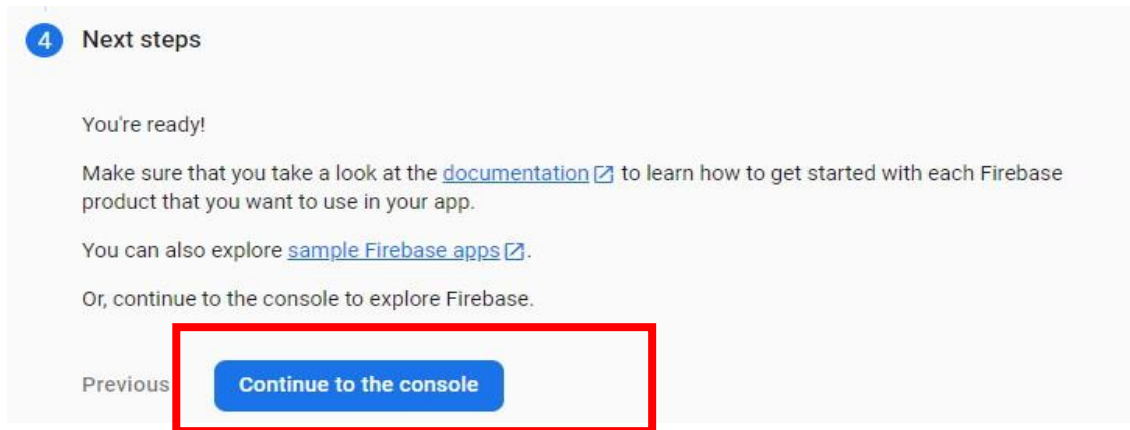 4 Next steps
You're ready!
Make sure that you take a look at the documentation to learn how to get started with each Firebase
product that you want to use in your app.
You can also explore sample Firebase apps.
Or, continue to the console to explore Firebase.
Previous Continue to the console